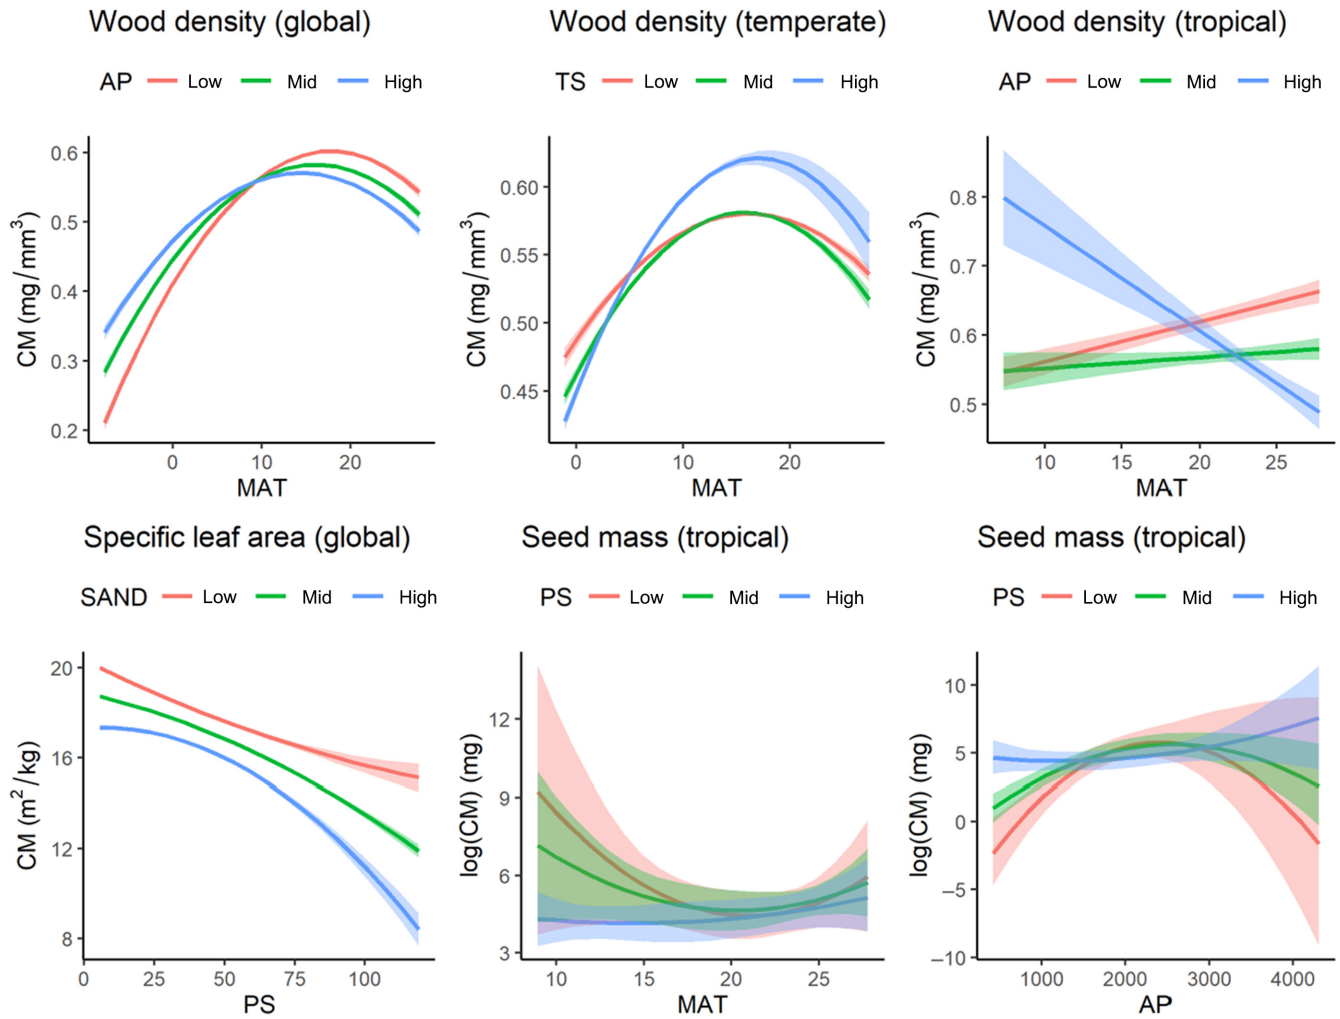 Wood density (global)
AP Low Mid High
CM (mg/mm³)
0.6
0.5
0.4
0.3
0.2
0 10 20
MAT
Wood density (temperate)
TS Low Mid High
CM (mg/mm³)
0.60
0.55
0.50
0.45
0 10 20
MAT
Wood density (tropical)
AP Low Mid High
CM (mg/mm³)
0.8
0.7
0.6
0.5
10 15 20 25
MAT
Specific leaf area (global)
SAND Low Mid High
CM (m²/kg)
20
16
12
8
0 25 50 75 100
PS
Seed mass (tropical)
PS Low Mid High
log(CM) (mg)
12
9
6
3
10 15 20 25
MAT
Seed mass (tropical)
PS Low Mid High
log(CM) (mg)
10
5
0
−5
−10
1000 2000 3000 4000
AP